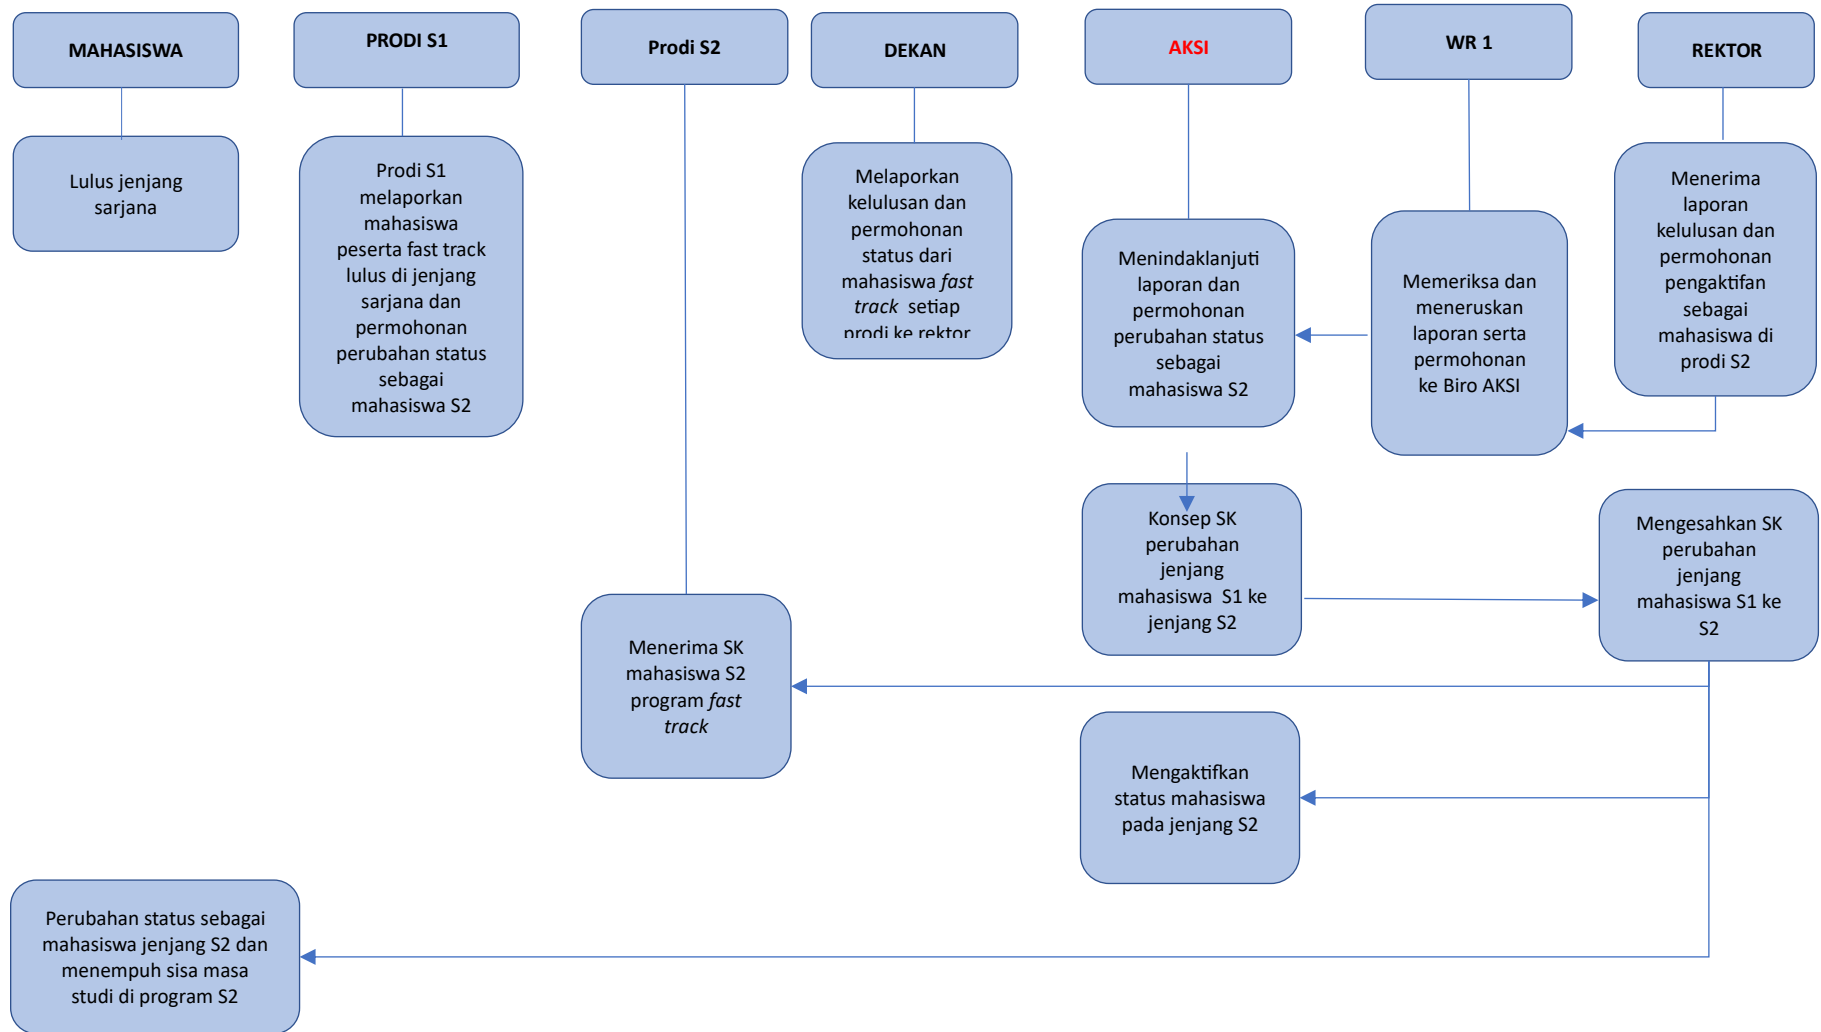 MAHASISWA
PRODI S1
Prodi S2
DEKAN
AKSI
WR 1
REKTOR
Lulus jenjang
sarjana
Prodi S1
melaporkan
mahasiswa
peserta fast track
lulus di jenjang
sarjana dan
permohonan
perubahan status
sebagai
mahasiswa S2
Melaporkan
kelulusan dan
permohonan
status dari
mahasiswa fast
track setiap
prodi ke rektor
Menindaklanjuti
laporan dan
permohonan
perubahan status
sebagai
mahasiswa S2
Memeriksa dan
meneruskan
laporan serta
permohonan
ke Biro AKSI
Menerima
laporan
kelulusan dan
permohonan
pengaktifan
sebagai
mahasiswa di
prodi S2
Konsep SK
perubahan
jenjang
mahasiswa S1 ke
jenjang S2
Mengesahkan SK
perubahan
jenjang
mahasiswa S1 ke
S2
Menerima SK
mahasiswa S2
program fast
track
Mengaktifkan
status mahasiswa
pada jenjang S2
Perubahan status sebagai
mahasiswa jenjang S2 dan
menempuh sisa masa
studi di program S2